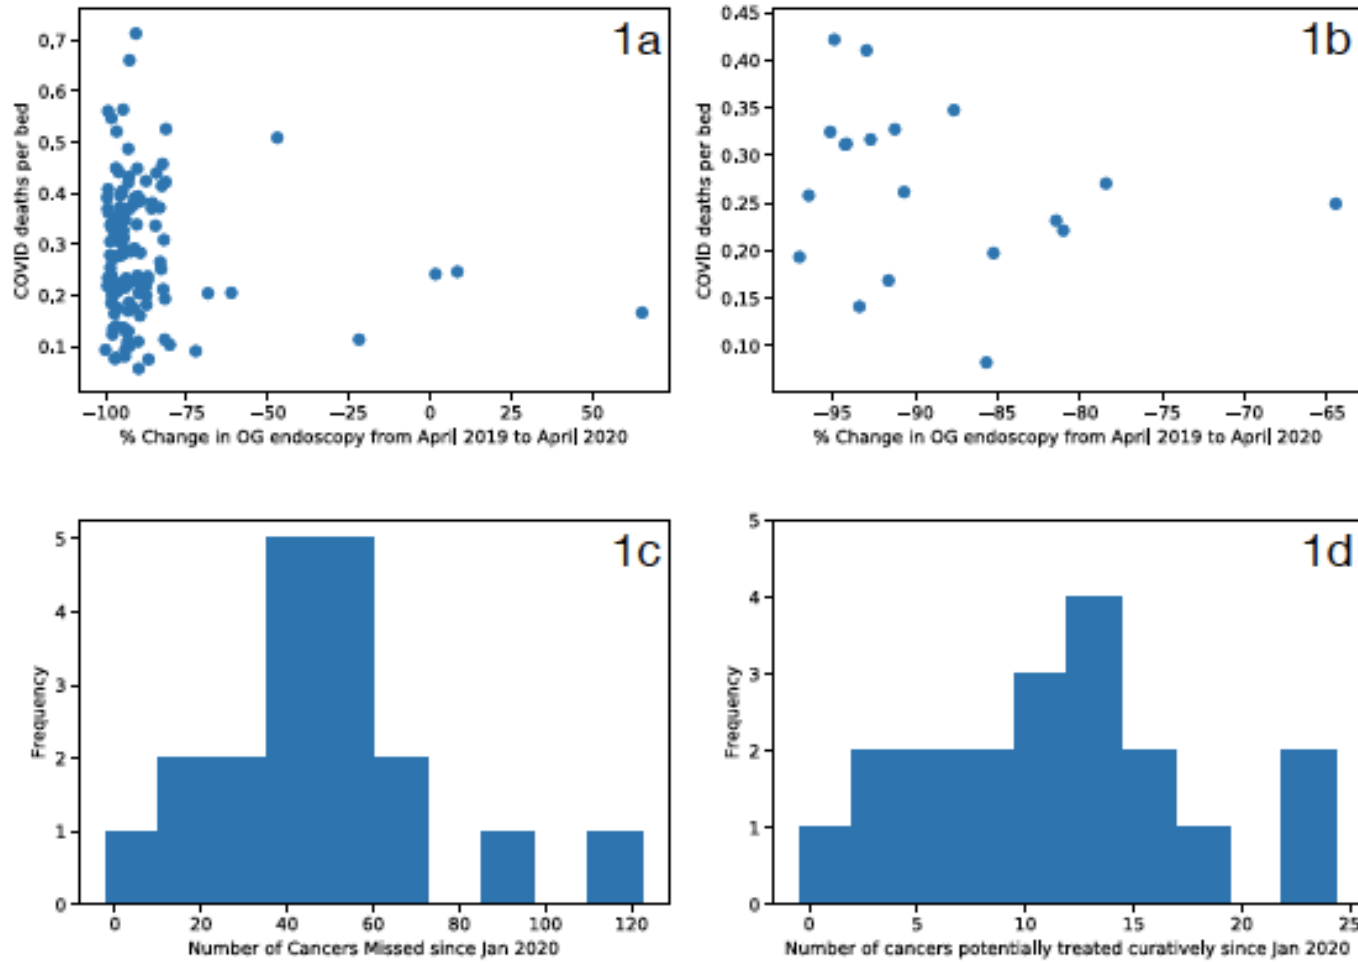 1a
COVID deaths per bed
0.7
0.6
0.5
0.4
0.3
0.2
0.1
−100 −75 −50 −25 0 25 50
% Change in OG endoscopy from April 2019 to April 2020
1b
COVID deaths per bed
0.45
0.40
0.35
0.30
0.25
0.20
0.15
0.10
−95 −90 −85 −80 −75 −70 −65
% Change in OG endoscopy from April 2019 to April 2020
1c
Frequency
5
4
3
2
1
0
0 20 40 60 80 100 120
Number of Cancers Missed since Jan 2020
1d
Frequency
5
4
3
2
1
0
0 5 10 15 20 25
Number of cancers potentially treated curatively since Jan 2020